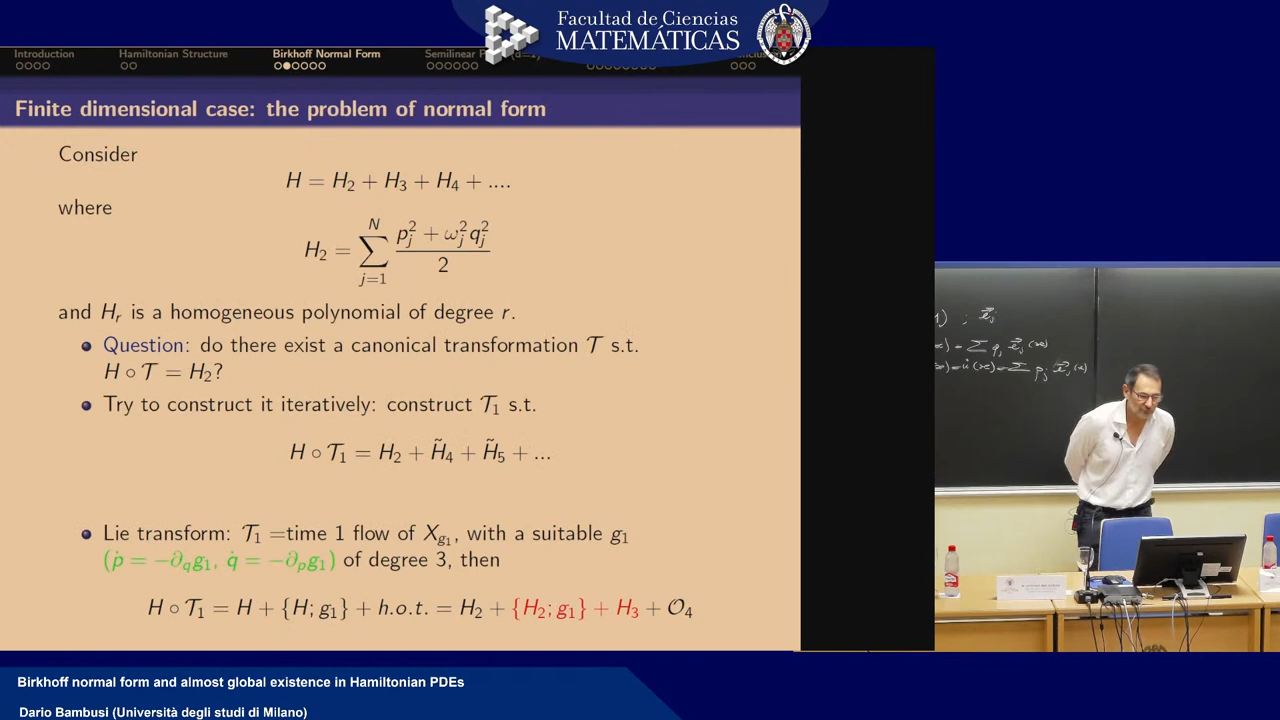 Facultad de Ciencias
MATEMÁTICAS
Introduction Hamiltonian Structure Birkhoff Normal Form Semilinear
Finite dimensional case: the problem of normal form
Consider
H = H₂ + H₃ + H₄ + ....
where
H₂ = ∑_{j=1}^{N} (p_j² + ω_j² q_j²) / 2
and H_r is a homogeneous polynomial of degree r.
Question: do there exist a canonical transformation 𝒯 s.t.
H ∘ 𝒯 = H₂?
Try to construct it iteratively: construct 𝒯₁ s.t.
H ∘ 𝒯₁ = H₂ + H̃₄ + H̃₅ + ...
Lie transform: 𝒯₁ =time 1 flow of X_{g₁}, with a suitable g₁
(ṗ = −∂_q g₁, q̇ = −∂_p g₁) of degree 3, then
H ∘ 𝒯₁ = H + {H; g₁} + h.o.t. = H₂ + {H₂; g₁} + H₃ + 𝒪₄
Birkhoff normal form and almost global existence in Hamiltonian PDEs
Dario Bambusi (Università degli studi di Milano)